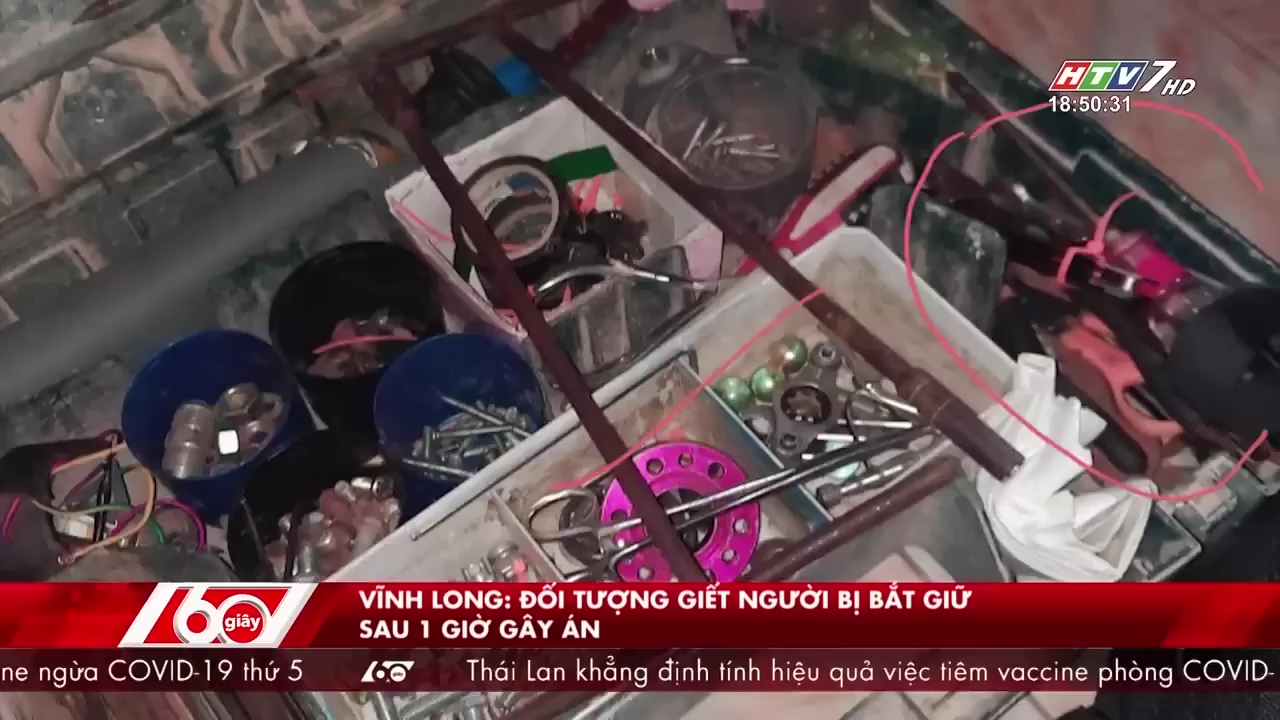 HTV7 HD
18:50:31
60 giây
VĨNH LONG: ĐỐI TƯỢNG GIẾT NGƯỜI BỊ BẮT GIỮ
SAU 1 GIỜ GÂY ÁN
ne ngừa COVID-19 thứ 5 60 giây Thái Lan khẳng định tính hiệu quả việc tiêm vaccine phòng COVID-